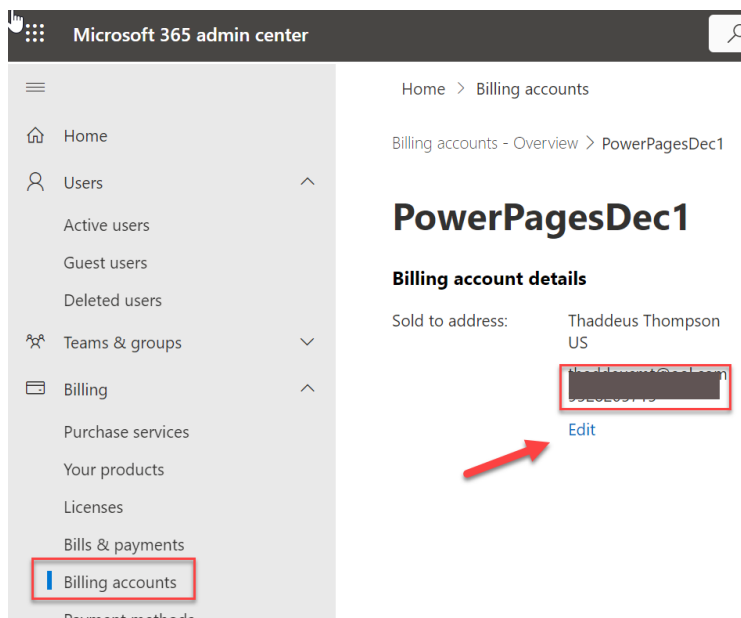 Microsoft 365 admin center
Home
Users
Active users
Guest users
Deleted users
Teams & groups
Billing
Purchase services
Your products
Licenses
Bills & payments
Billing accounts
Payment methods
Home > Billing accounts
Billing accounts - Overview > PowerPagesDec1
PowerPagesDec1
Billing account details
Sold to address:
Thaddeus Thompson
US
Edit